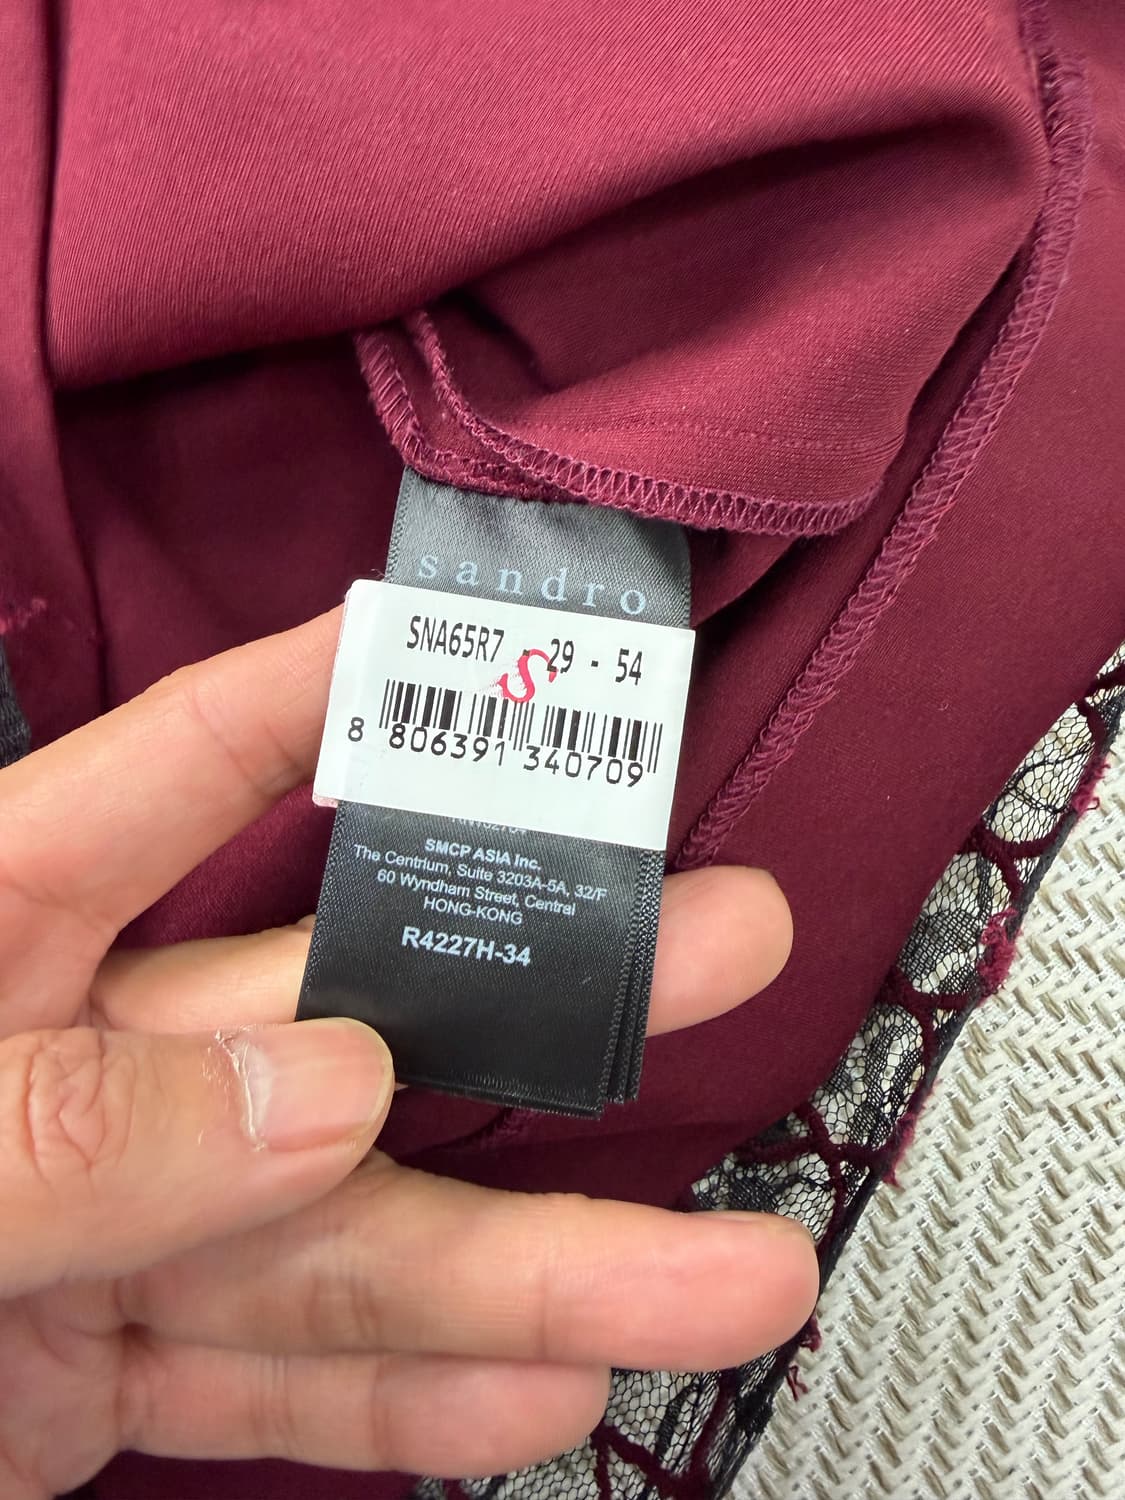 sandro
SNA65R7 - 29 - 54
S
8 806391 340709
SMCP ASIA Inc.
The Centrium, Suite 3203A-5A, 32/F
60 Wyndham Street, Central
HONG-KONG
R4227H-34